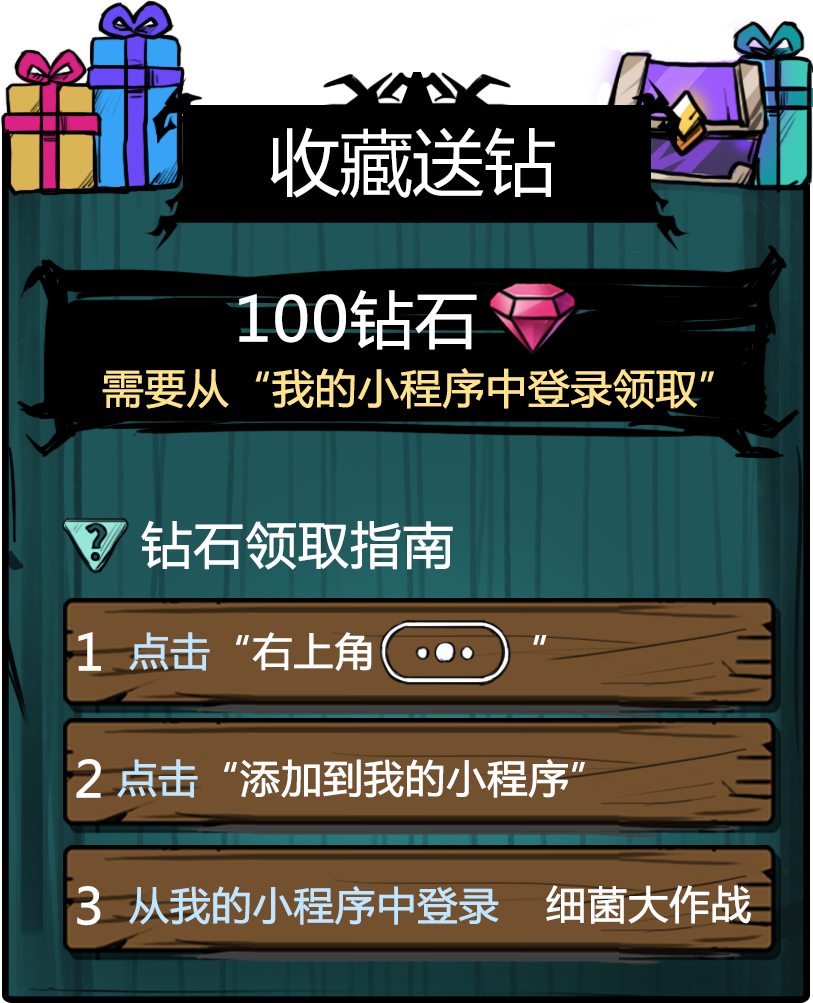 收藏送钻
100钻石
需要从“我的小程序中登录领取”
? 钻石领取指南
1 点击“右上角 ”
2 点击“添加到我的小程序”
3 从我的小程序中登录 细菌大作战